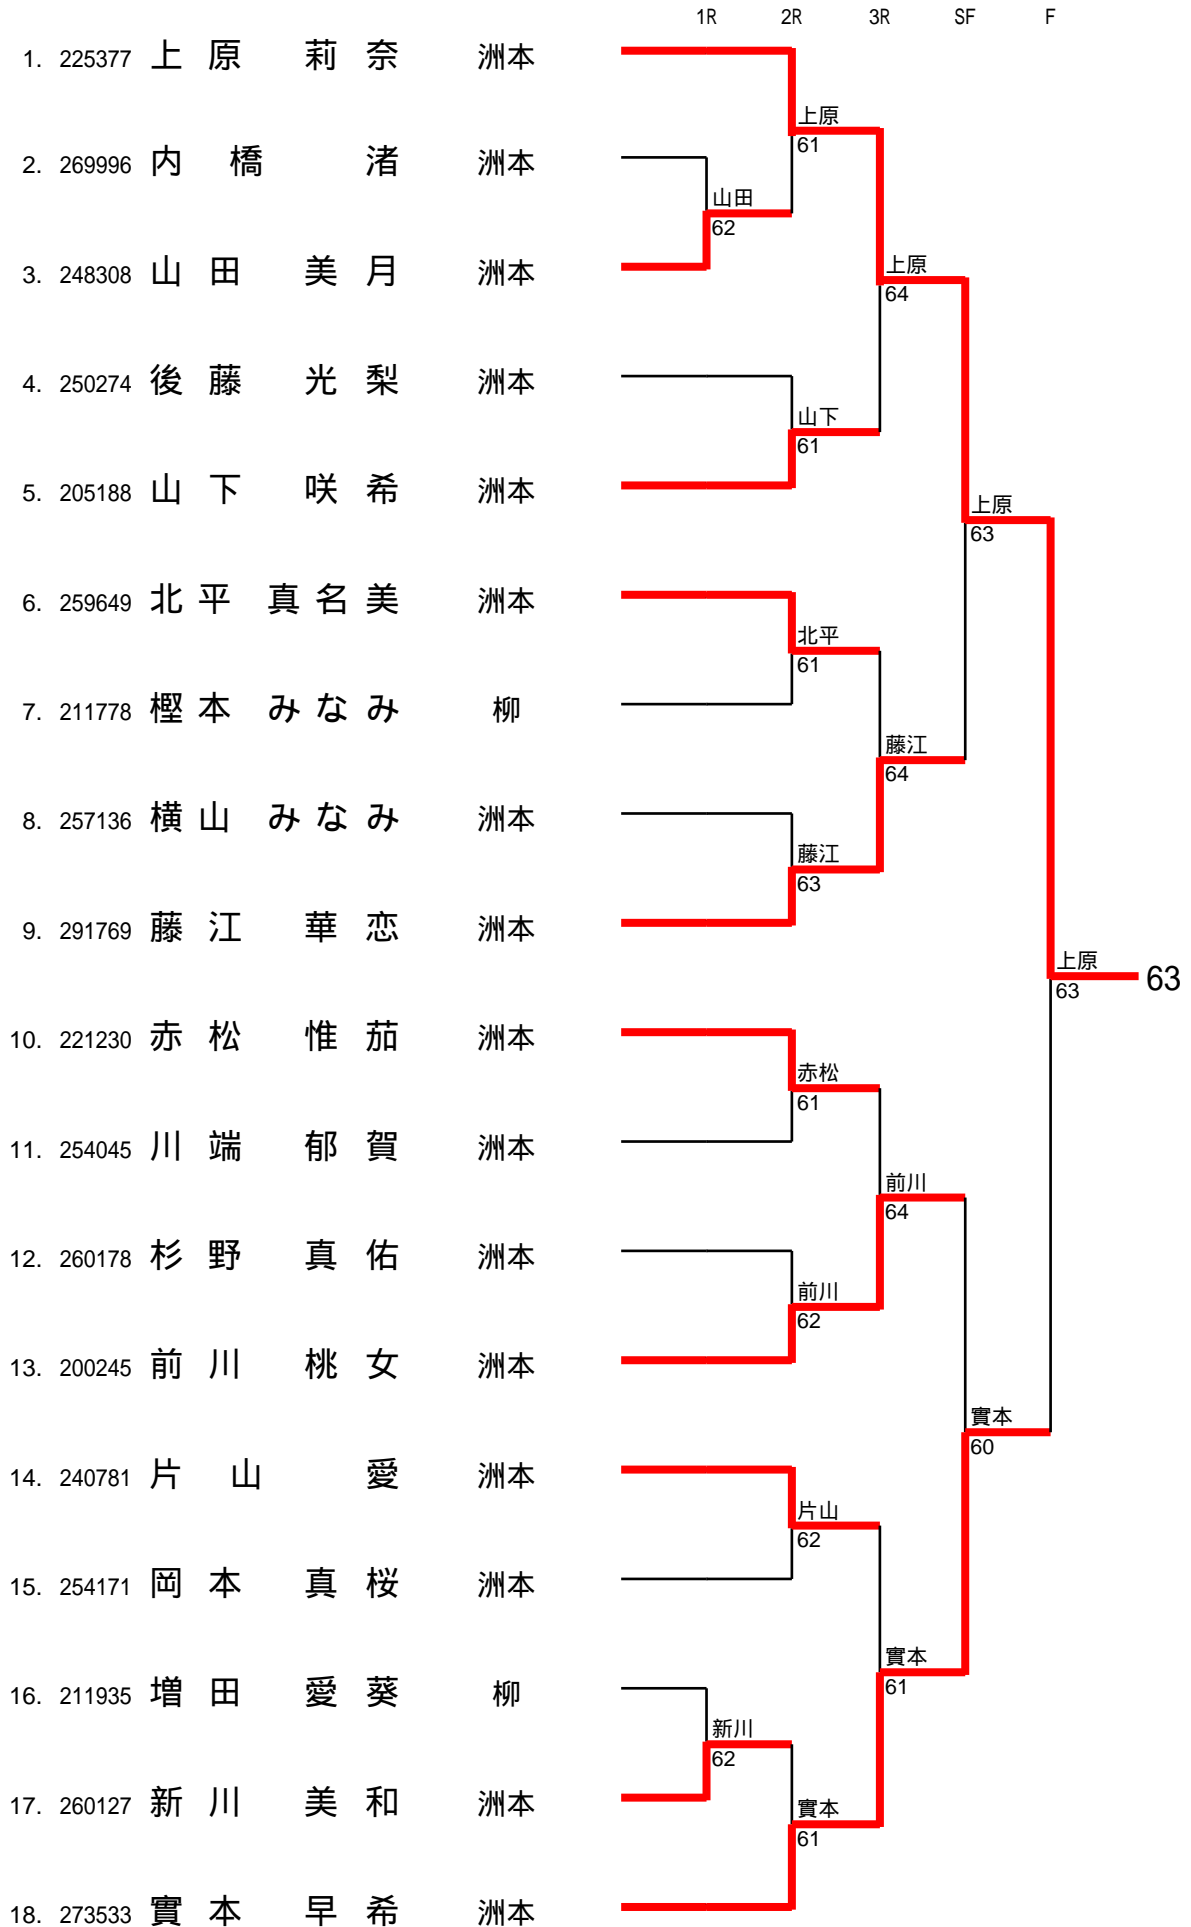 1R 2R 3R SF F
1. 225377 上原 莉奈 洲本
上原
61
2. 269996 内橋 渚 洲本
山田
62
3. 248308 山田 美月 洲本
上原
64
4. 250274 後藤 光梨 洲本
山下
61
5. 205188 山下 咲希 洲本
上原
63
6. 259649 北平 真名美 洲本
北平
61
7. 211778 樫本 みなみ 柳
藤江
64
8. 257136 横山 みなみ 洲本
藤江
63
9. 291769 藤江 華恋 洲本
上原
63
63
10. 221230 赤松 惟茄 洲本
赤松
61
11. 254045 川端 郁賀 洲本
前川
64
12. 260178 杉野 真佑 洲本
前川
62
13. 200245 前川 桃女 洲本
實本
60
14. 240781 片山 愛 洲本
片山
62
15. 254171 岡本 真桜 洲本
實本
61
16. 211935 増田 愛葵 柳
新川
62
17. 260127 新川 美和 洲本
實本
61
18. 273533 實本 早希 洲本